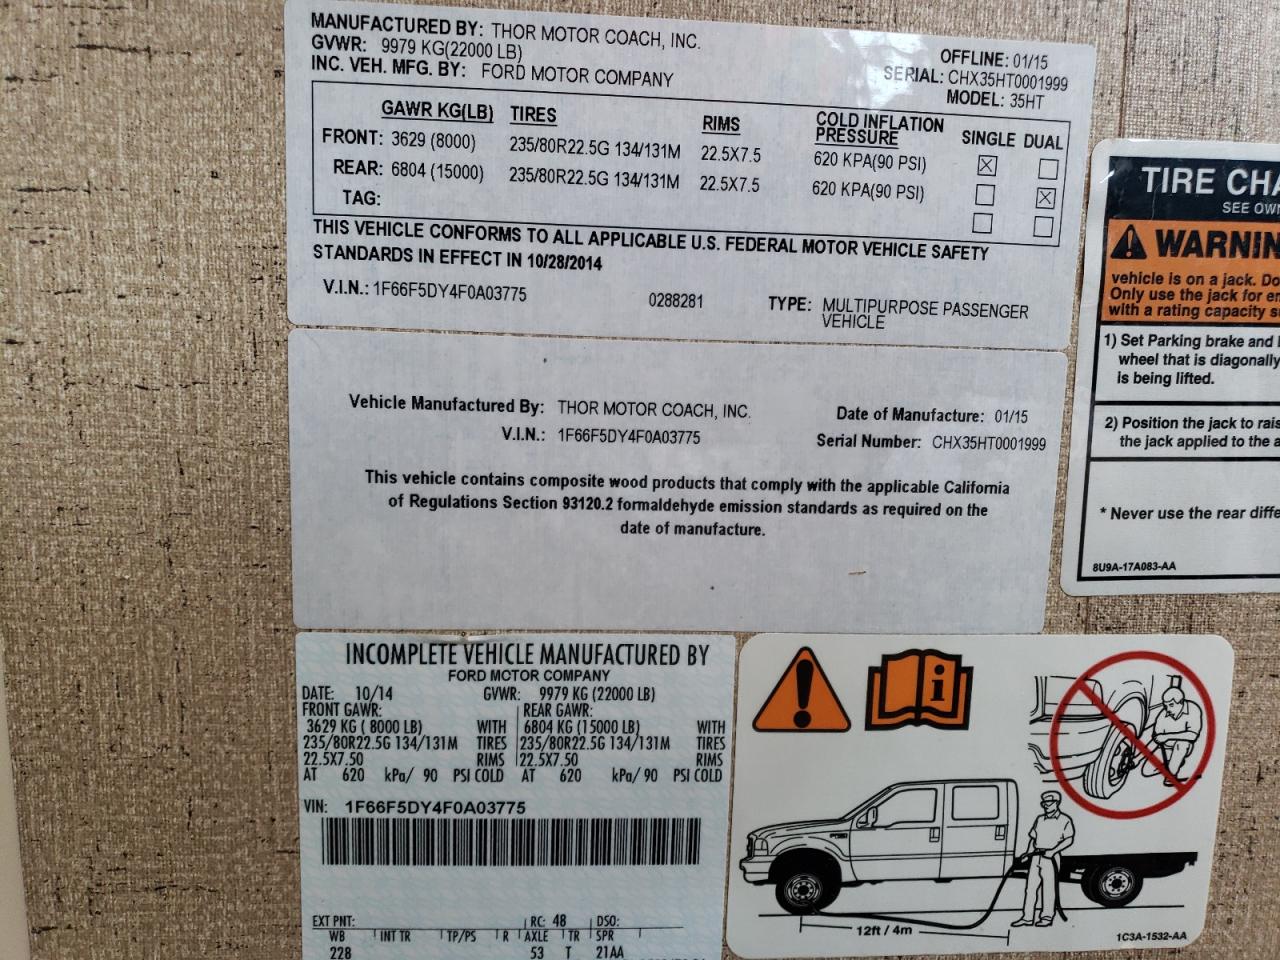 MANUFACTURED BY: THOR MOTOR COACH, INC.
GVWR: 9979 KG(22000 LB)
INC. VEH. MFG. BY: FORD MOTOR COMPANY
OFFLINE: 01/15
SERIAL: CHX35HT0001999
MODEL: 35HT
GAWR KG(LB) TIRES RIMS COLD INFLATION PRESSURE SINGLE DUAL
FRONT: 3629 (8000) 235/80R22.5G 134/131M 22.5X7.5 620 KPA(90 PSI)
REAR: 6804 (15000) 235/80R22.5G 134/131M 22.5X7.5 620 KPA(90 PSI)
TAG:
THIS VEHICLE CONFORMS TO ALL APPLICABLE U.S. FEDERAL MOTOR VEHICLE SAFETY
STANDARDS IN EFFECT IN 10/28/2014
V.I.N.: 1F66F5DY4F0A03775 0288281 TYPE: MULTIPURPOSE PASSENGER
VEHICLE
Vehicle Manufactured By: THOR MOTOR COACH, INC. Date of Manufacture: 01/15
V.I.N.: 1F66F5DY4F0A03775 Serial Number: CHX35HT0001999
This vehicle contains composite wood products that comply with the applicable California
of Regulations Section 93120.2 formaldehyde emission standards as required on the
date of manufacture.
INCOMPLETE VEHICLE MANUFACTURED BY
FORD MOTOR COMPANY
DATE: 10/14 GVWR: 9979 KG (22000 LB)
FRONT GAWR: REAR GAWR:
3629 KG ( 8000 LB) WITH 6804 KG (15000 LB) WITH
235/80R22.5G 134/131M TIRES 235/80R22.5G 134/131M TIRES
22.5X7.50 RIMS 22.5X7.50 RIMS
AT 620 kPa/ 90 PSI COLD AT 620 kPa/ 90 PSI COLD
VIN: 1F66F5DY4F0A03775
EXT PNT: RC: 48 DSO:
WB INT TR TP/PS R AXLE TR SPR
228 53 T 21AA
TIRE CHA
SEE OWN
WARNIN
vehicle is on a jack. Do
Only use the jack for
with a rating capacity
1) Set Parking brake and
wheel that is diagonally
is being lifted.
2) Position the jack to rais
the jack applied to the a
* Never use the rear diffe
8U9A-17A083-AA
12ft / 4m
1C3A-1532-AA